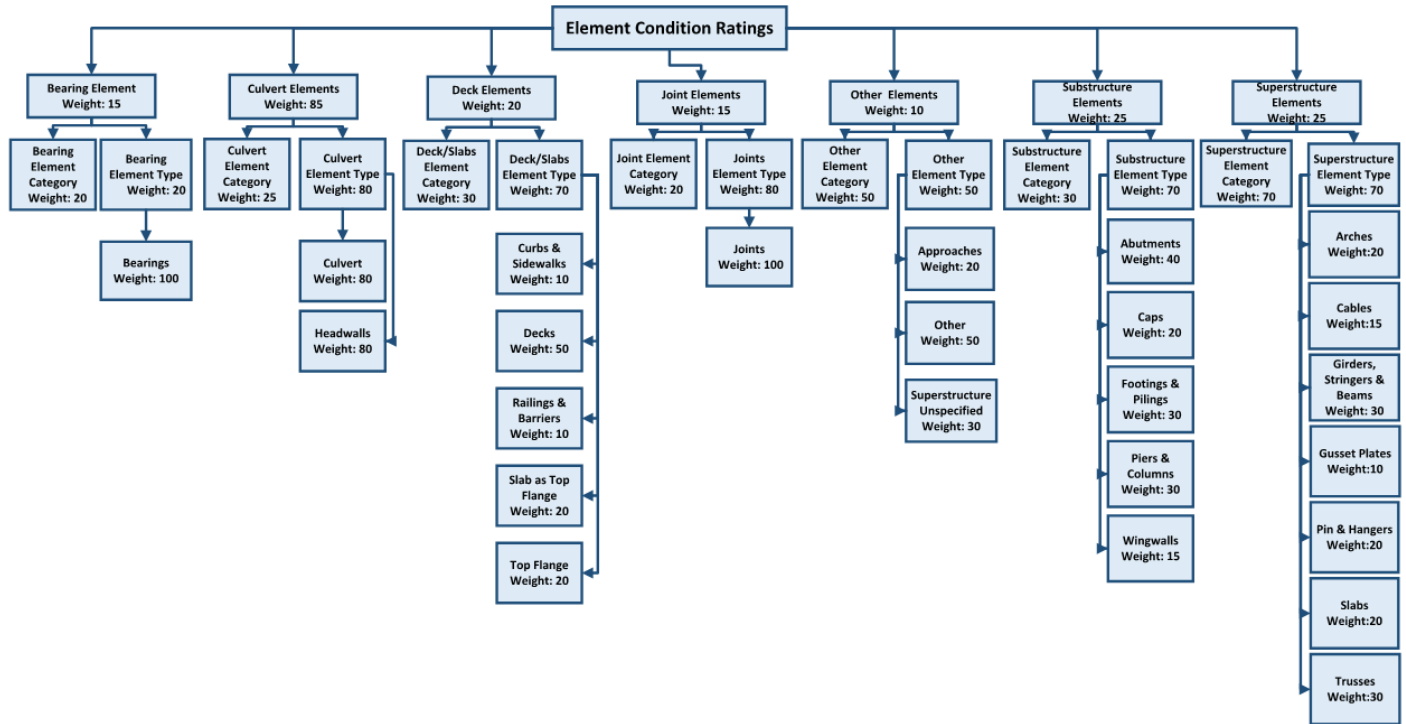 Element Condition Ratings
Bearing Element
Weight: 15
Culvert Elements
Weight: 85
Deck Elements
Weight: 20
Joint Elements
Weight: 15
Other Elements
Weight: 10
Substructure
Elements
Weight: 25
Superstructure
Elements
Weight: 25
Bearing
Element
Category
Weight: 20
Bearing
Element Type
Weight: 20
Culvert
Element
Category
Weight: 25
Culvert
Element Type
Weight: 80
Deck/Slabs
Element
Category
Weight: 30
Deck/Slabs
Element Type
Weight: 70
Joint Element
Category
Weight: 20
Joints
Element Type
Weight: 80
Other
Element
Category
Weight: 50
Other
Element Type
Weight: 50
Substructure
Element
Category
Weight: 30
Substructure
Element Type
Weight: 70
Superstructure
Element
Category
Weight: 70
Superstructure
Element Type
Weight: 70
Bearings
Weight: 100
Culvert
Weight: 80
Headwalls
Weight: 80
Curbs &
Sidewalks
Weight: 10
Decks
Weight: 50
Railings &
Barriers
Weight: 10
Slab as Top
Flange
Weight: 20
Top Flange
Weight: 20
Joints
Weight: 100
Approaches
Weight: 20
Other
Weight: 50
Superstructure
Unspecified
Weight: 30
Abutments
Weight: 40
Caps
Weight: 20
Footings &
Pilings
Weight: 30
Piers &
Columns
Weight: 30
Wingwalls
Weight: 15
Arches
Weight:20
Cables
Weight:15
Girders,
Stringers &
Beams
Weight: 30
Gusset Plates
Weight:10
Pin & Hangers
Weight:20
Slabs
Weight:20
Trusses
Weight:30